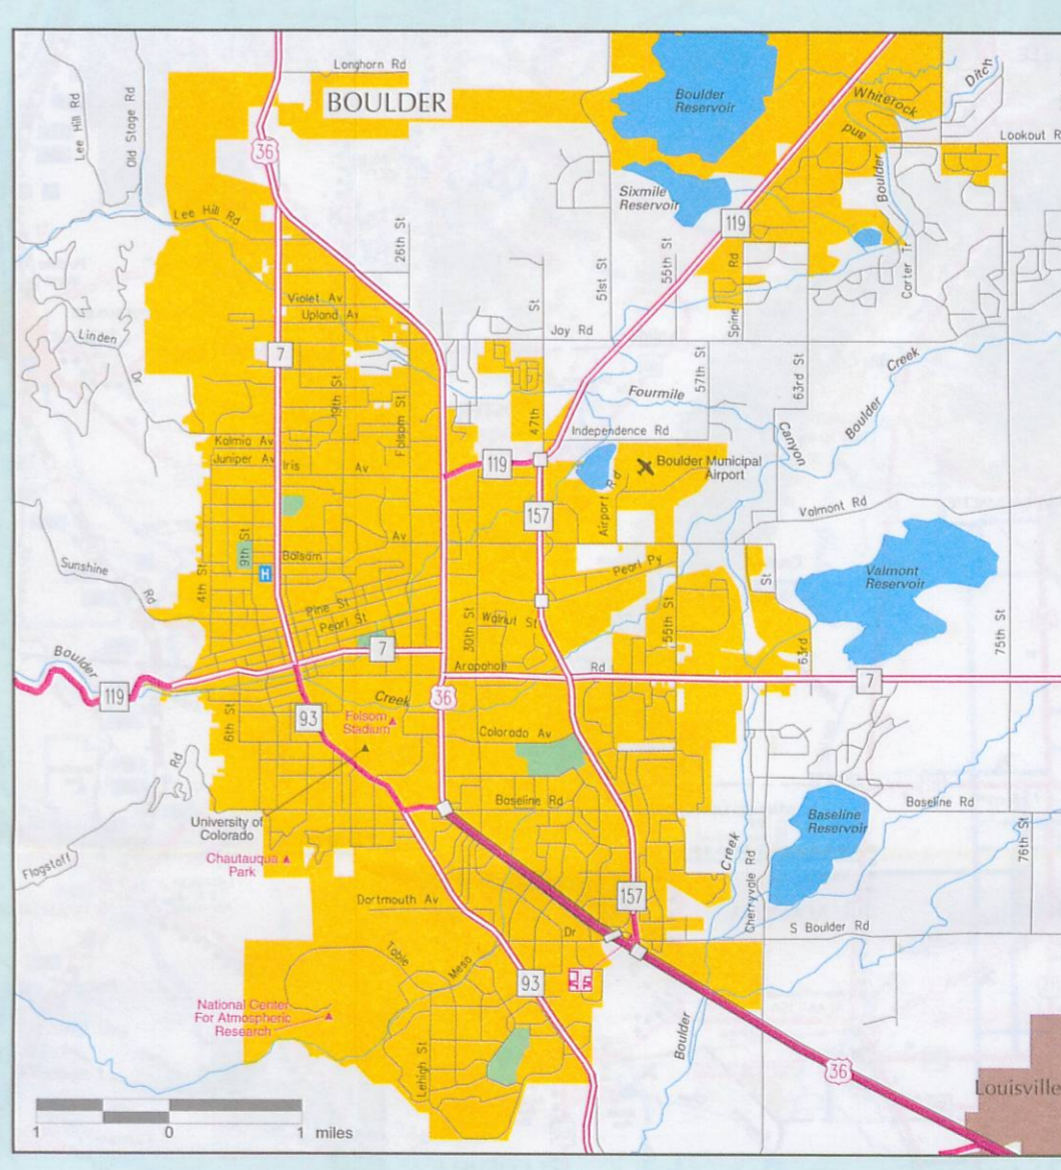 Longhorn Rd
BOULDER
Boulder
Reservoir
Ditch
Whiterock
and
Boulder
Lookout R
Lee Hill Rd
Old Stage Rd
36
Sixmile
Reservoir
119
Lee Hill Rd
26th St
51st St
55th St
Spine Rd
Carter Tr
Violet Av
Upland Av
St
Jay Rd
Linden
Dr
7
19th St
Folsom St
47th
Fourmile
57th St
63rd St
Creek
Boulder
Canyon
Independence Rd
Kalmia Av
Juniper Av
Iris
Av
119
Boulder Municipal
Airport
Airport Rd
157
Valmont Rd
9th St
Balsam
Av
H
Sunshine
Rd
4th St
Pearl Py
St
Valmont
Reservoir
Pine St
Pearl St
30th St
Walnut St
55th St
63rd
75th St
Boulder
7
Arapahoe
Rd
7
119
36
Creek
93
6th St
Folsom
Stadium
Colorado Av
Rd
Baseline Rd
Baseline Rd
Baseline
Reservoir
University of
Colorado
Chautauqua
Park
Flagstaff
Creek
Cherryvale Rd
76th St
157
Dartmouth Av
S Boulder Rd
Dr
Table
Mesa
93
National Center
For Atmospheric
Research
Boulder
Lehigh St
36
Louisville
1 0 1 miles